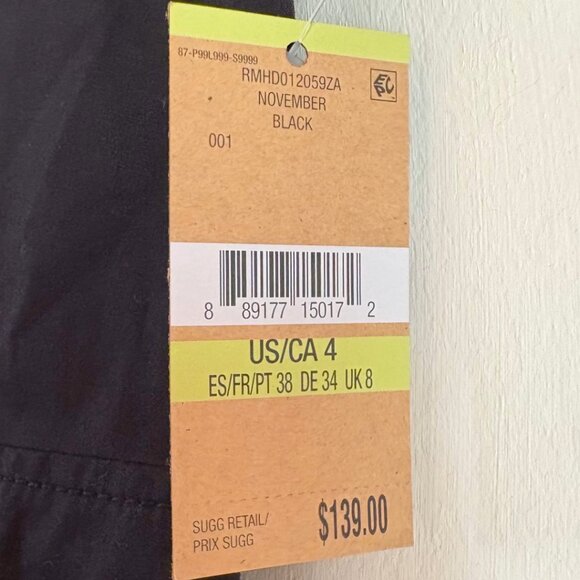 87-P99L999-S9999
RMHD012059ZA
NOVEMBER
BLACK
001
EPC
8 89177 15017 2
US/CA 4
ES/FR/PT 38 DE 34 UK 8
SUGG RETAIL/
PRIX SUGG
$139.00